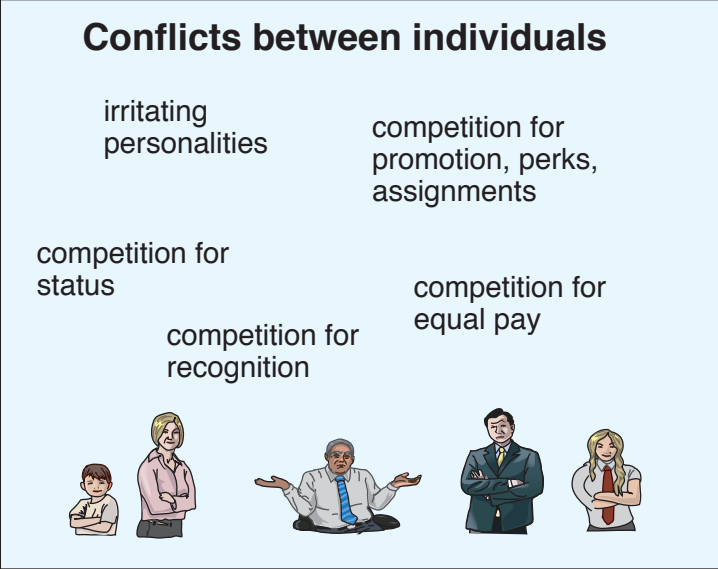 Conflicts between individuals
irritating
personalities
competition for
promotion, perks,
assignments
competition for
status
competition for
equal pay
competition for
recognition